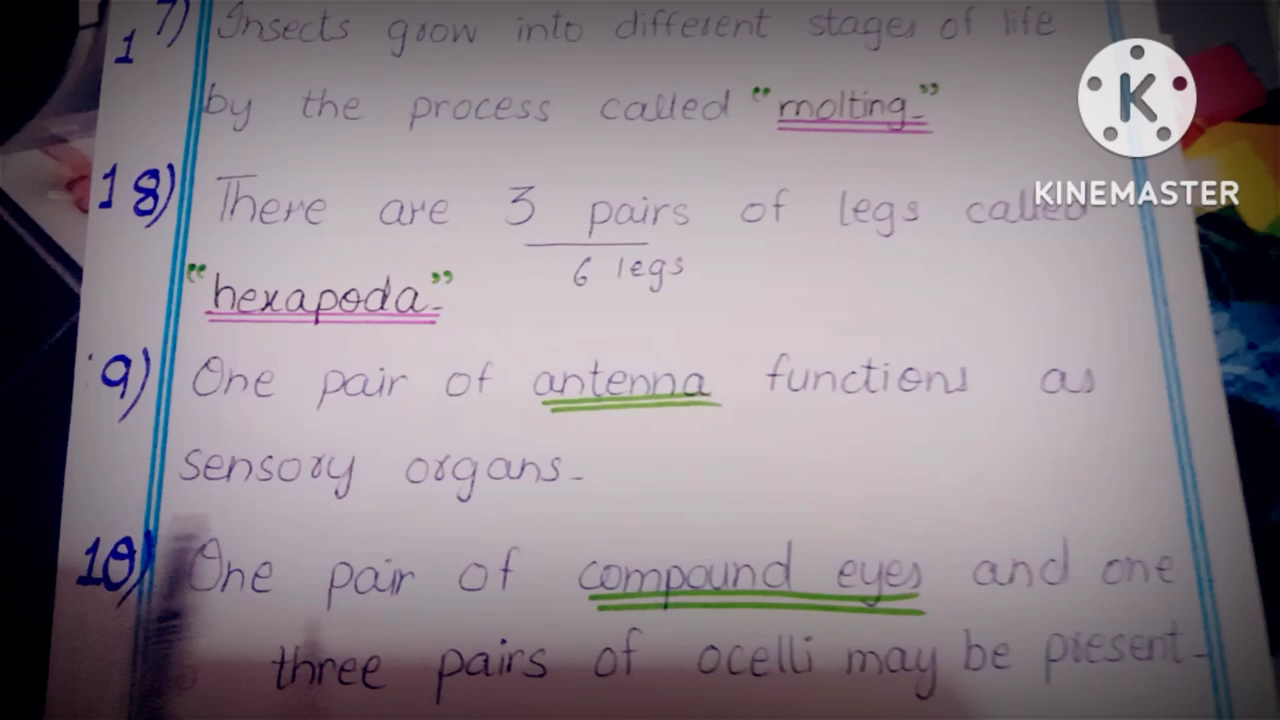 17) Insects grow into different stages of life
by the process called "molting-"
18) There are 3 pairs of legs called
6 legs
"hexapoda-"
9) One pair of antenna functions as
sensory organs-
10) One pair of compound eyes and one
three pairs of ocelli may be present-
K
KINEMASTER